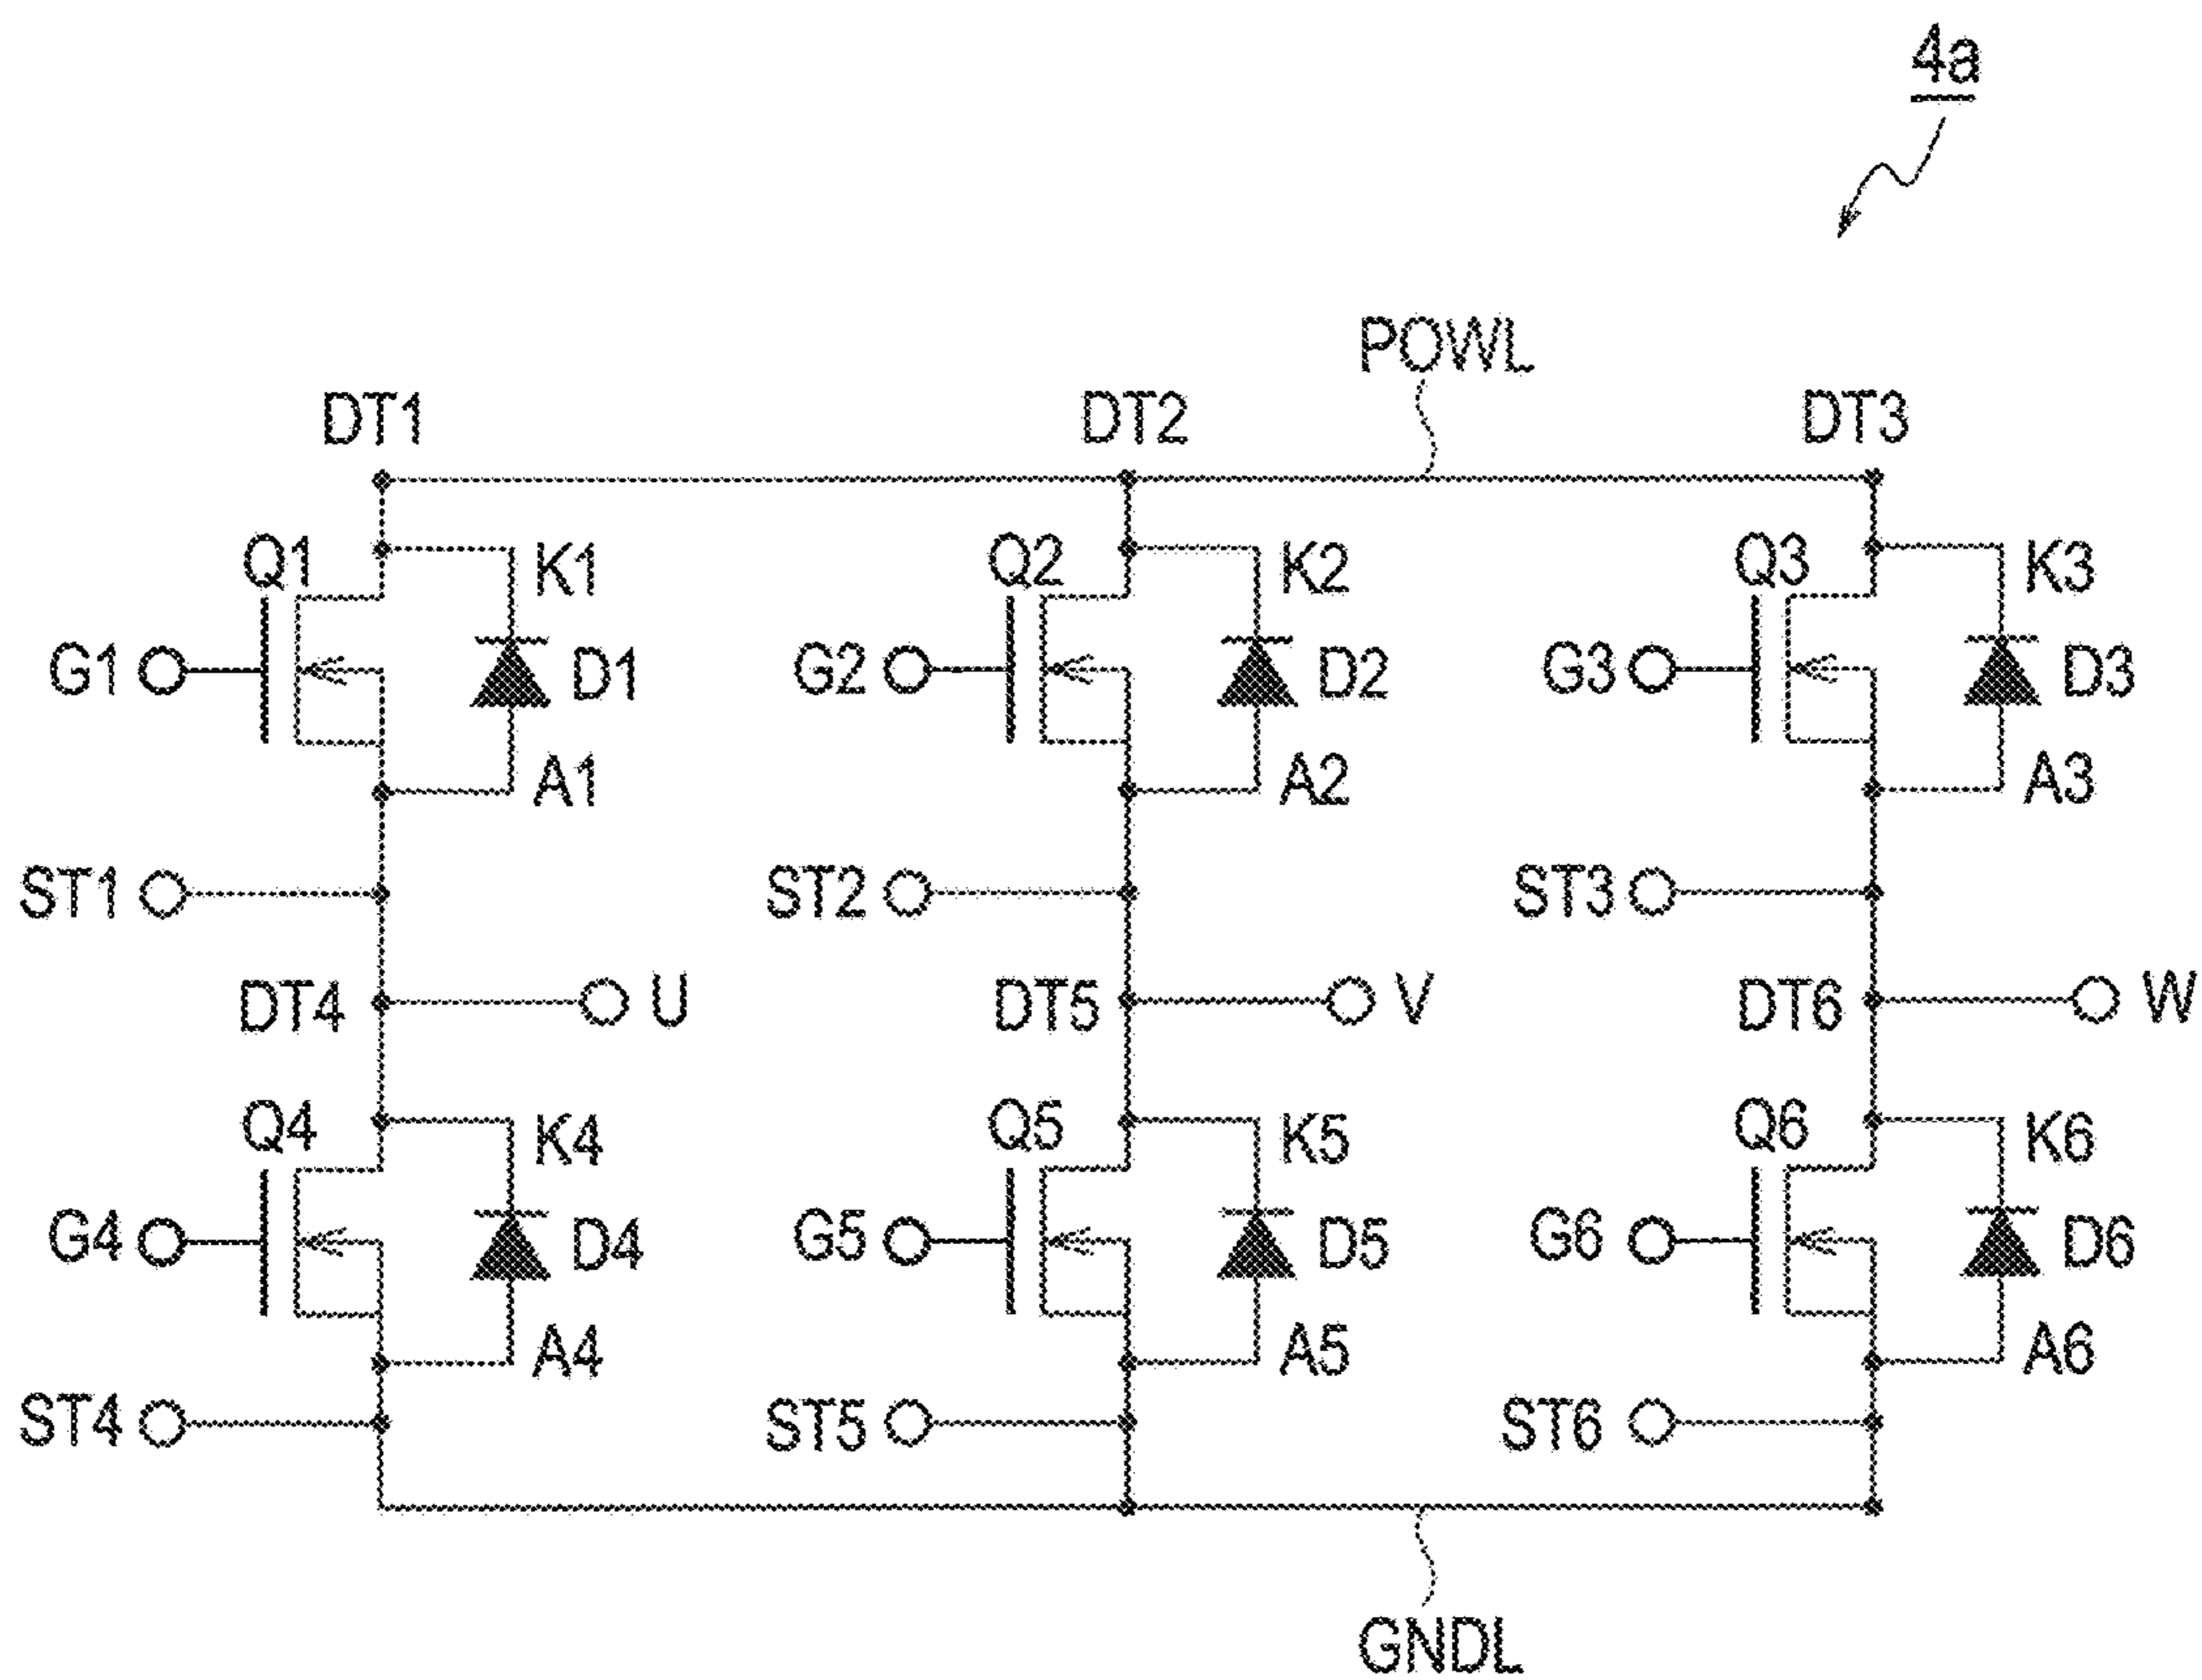 4a
POWL
DT1 DT2 DT3
Q1 K1 Q2 K2 Q3 K3
G1 D1 G2 D2 G3 D3
A1 A2 A3
ST1 ST2 ST3
DT4 U DT5 V DT6 W
Q4 K4 Q5 K5 Q6 K6
G4 D4 G5 D5 G6 D6
A4 A5 A6
ST4 ST5 ST6
GNDL